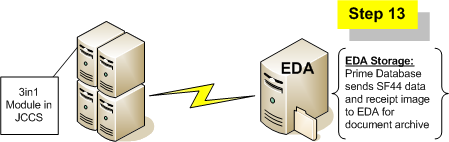 Step 13
3in1
Module in
JCCS
EDA
EDA Storage:
Prime Database
sends SF44 data
and receipt image
to EDA for
document archive